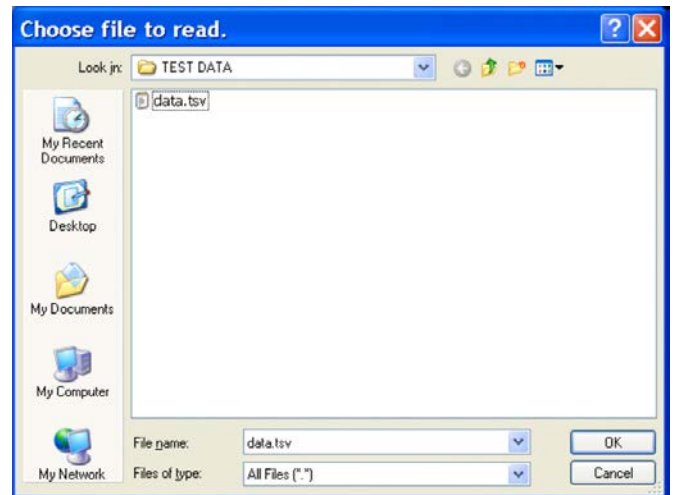 Choose file to read.
Look in: TEST DATA
data.tsv
My Recent
Documents
Desktop
My Documents
My Computer
My Network
File name: data.tsv OK
Files of type: All Files (*.*) Cancel